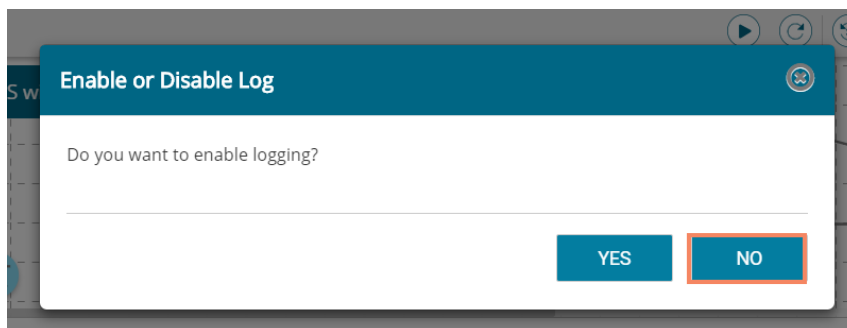 S w
Enable or Disable Log
Do you want to enable logging?
YES
NO